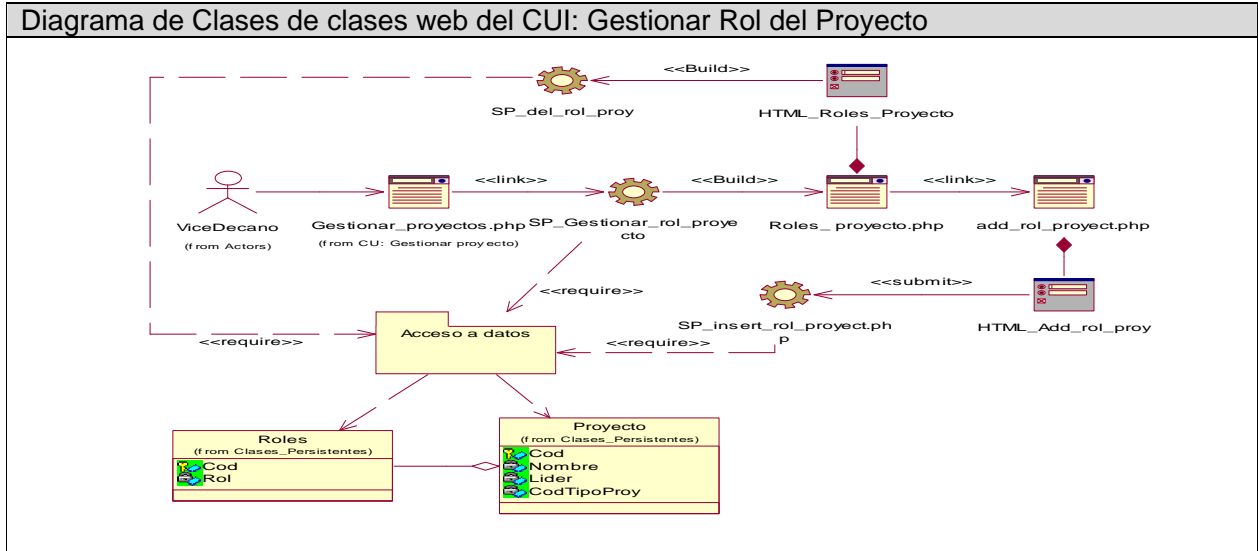 Diagrama de Clases de clases web del CUI: Gestionar Rol del Proyecto
<<Build>>
SP_del_rol_proy
HTML_Roles_Proyecto
<<link>>
<<Build>>
<<link>>
ViceDecano
(from Actors)
Gestionar_proyectos.php
(from CU: Gestionar proyecto)
SP_Gestionar_rol_proye
cto
Roles_ proyecto.php
add_rol_proyect.php
<<require>>
<<submit>>
SP_insert_rol_proyect.ph
p
HTML_Add_rol_proy
<<require>>
Acceso a datos
<<require>>
Roles
(from Clases_Persistentes)
Cod
Rol
Proyecto
(from Clases_Persistentes)
Cod
Nombre
Lider
CodTipoProy